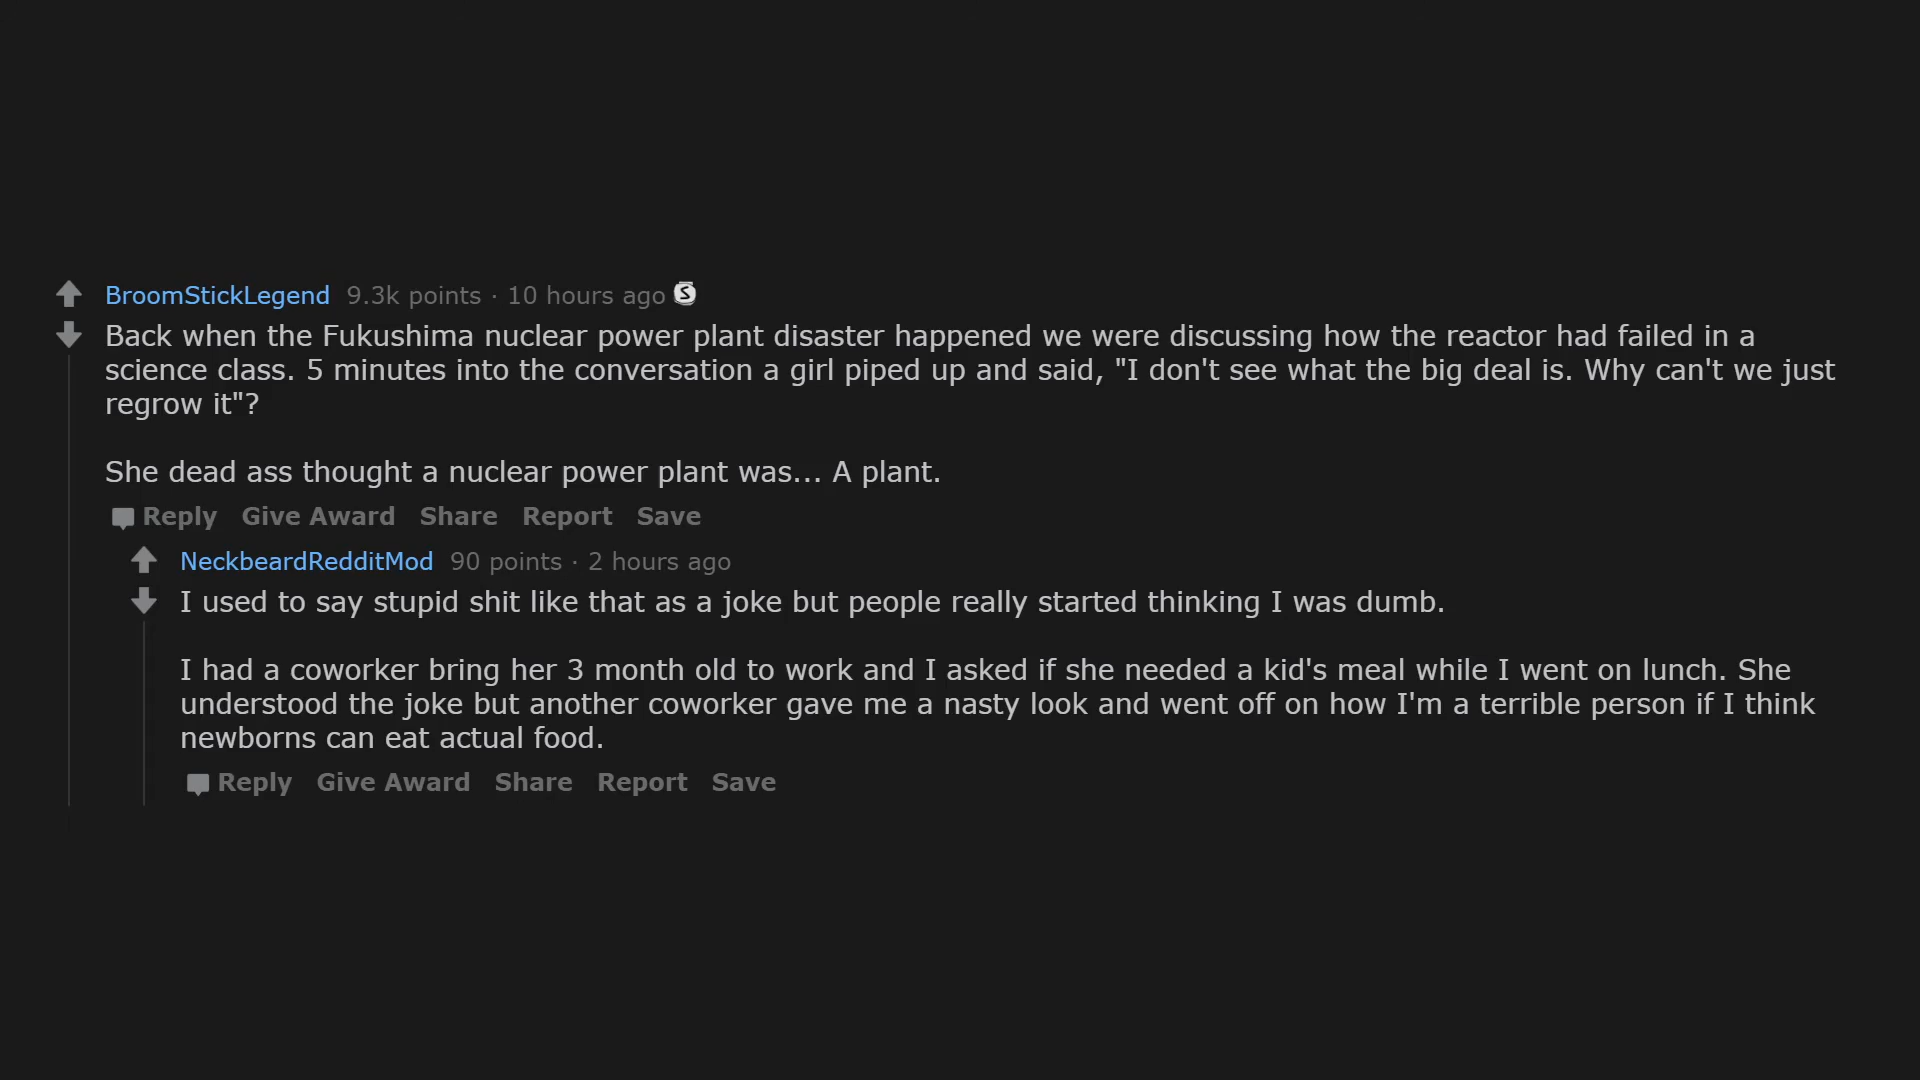 BroomStickLegend 9.3k points · 10 hours ago S
Back when the Fukushima nuclear power plant disaster happened we were discussing how the reactor had failed in a
science class. 5 minutes into the conversation a girl piped up and said, "I don't see what the big deal is. Why can't we just
regrow it"?
She dead ass thought a nuclear power plant was... A plant.
Reply Give Award Share Report Save
NeckbeardRedditMod 90 points · 2 hours ago
I used to say stupid shit like that as a joke but people really started thinking I was dumb.
I had a coworker bring her 3 month old to work and I asked if she needed a kid's meal while I went on lunch. She
understood the joke but another coworker gave me a nasty look and went off on how I'm a terrible person if I think
newborns can eat actual food.
Reply Give Award Share Report Save